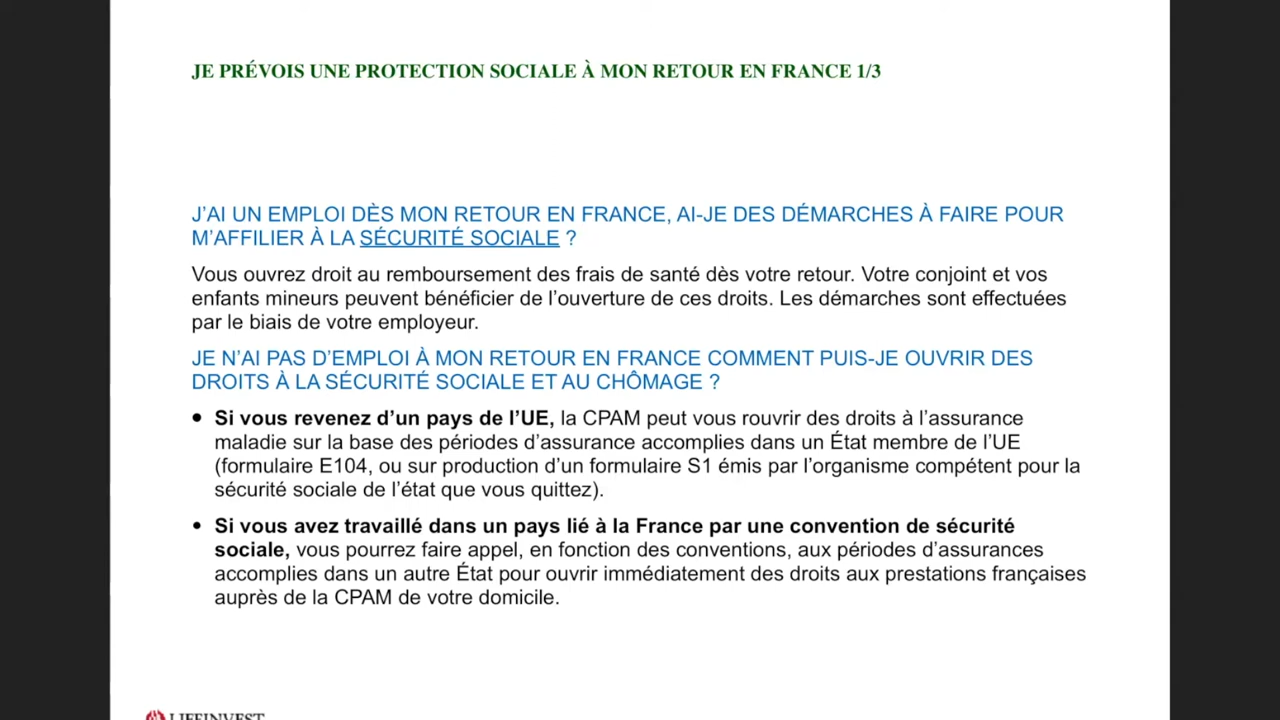 JE PRÉVOIS UNE PROTECTION SOCIALE À MON RETOUR EN FRANCE 1/3
J’AI UN EMPLOI DÈS MON RETOUR EN FRANCE, AI-JE DES DÉMARCHES À FAIRE POUR
M’AFFILIER À LA SÉCURITÉ SOCIALE ?
Vous ouvrez droit au remboursement des frais de santé dès votre retour. Votre conjoint et vos
enfants mineurs peuvent bénéficier de l’ouverture de ces droits. Les démarches sont effectuées
par le biais de votre employeur.
JE N’AI PAS D’EMPLOI À MON RETOUR EN FRANCE COMMENT PUIS-JE OUVRIR DES
DROITS À LA SÉCURITÉ SOCIALE ET AU CHÔMAGE ?
• Si vous revenez d’un pays de l’UE, la CPAM peut vous rouvrir des droits à l’assurance
maladie sur la base des périodes d’assurance accomplies dans un État membre de l’UE
(formulaire E104, ou sur production d’un formulaire S1 émis par l’organisme compétent pour la
sécurité sociale de l’état que vous quittez).
• Si vous avez travaillé dans un pays lié à la France par une convention de sécurité
sociale, vous pourrez faire appel, en fonction des conventions, aux périodes d’assurances
accomplies dans un autre État pour ouvrir immédiatement des droits aux prestations françaises
auprès de la CPAM de votre domicile.
LIFEINVEST